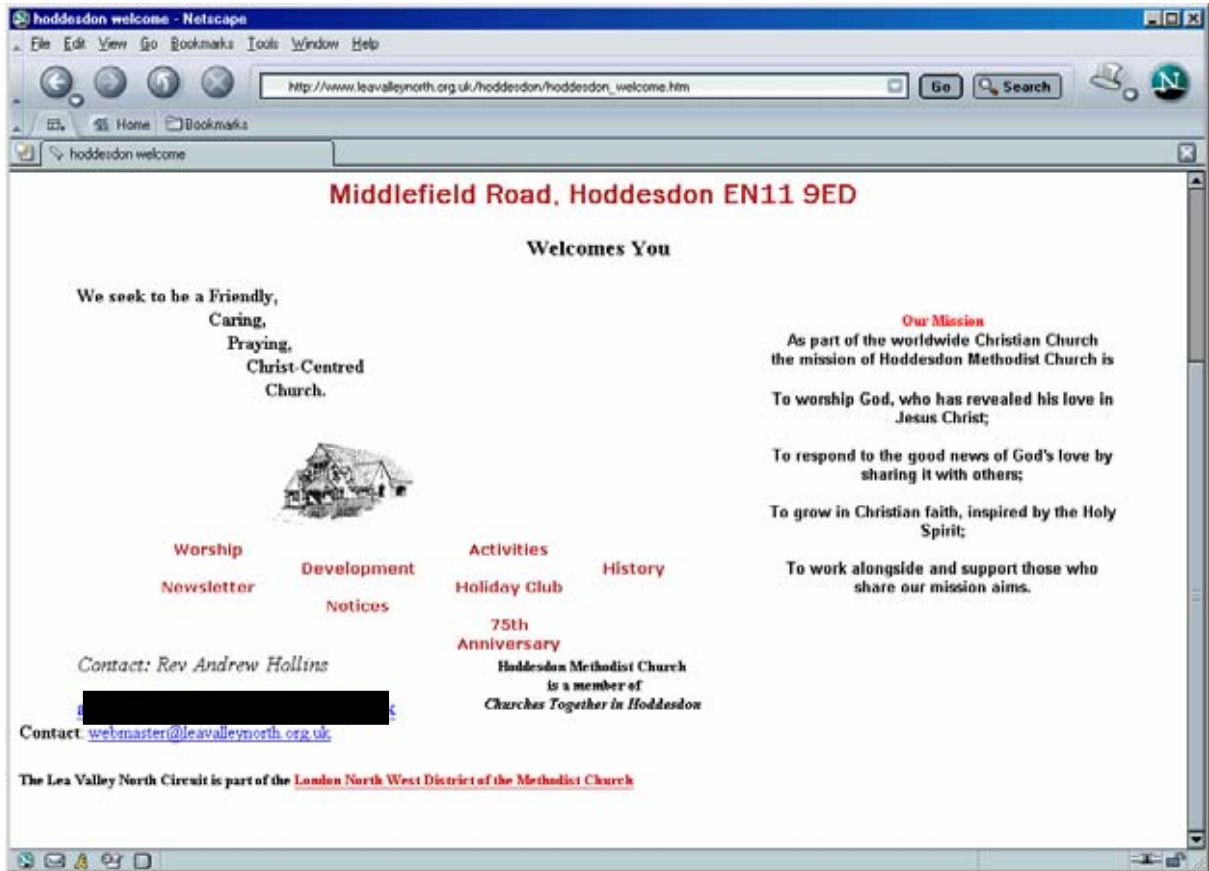 hoddesdon welcome - Netscape
File Edit View Go Bookmarks Tools Window Help
http://www.leavalleynorth.org.uk/hoddesdon/hoddesdon_welcome.htm Go Search N
Home Bookmarks
hoddesdon welcome
Middlefield Road, Hoddesdon EN11 9ED
Welcomes You
We seek to be a Friendly,
Caring,
Praying,
Christ-Centred
Church.
Worship
Development
Newsletter
Notices
Activities
History
Holiday Club
75th
Anniversary
Contact: Rev Andrew Hollins
Contact: webmaster@leavalleynorth.org.uk
Hoddesdon Methodist Church
is a member of
Churches Together in Hoddesdon
Our Mission
As part of the worldwide Christian Church
the mission of Hoddesdon Methodist Church is
To worship God, who has revealed his love in
Jesus Christ;
To respond to the good news of God's love by
sharing it with others;
To grow in Christian faith, inspired by the Holy
Spirit;
To work alongside and support those who
share our mission aims.
The Lea Valley North Circuit is part of the London North West District of the Methodist Church